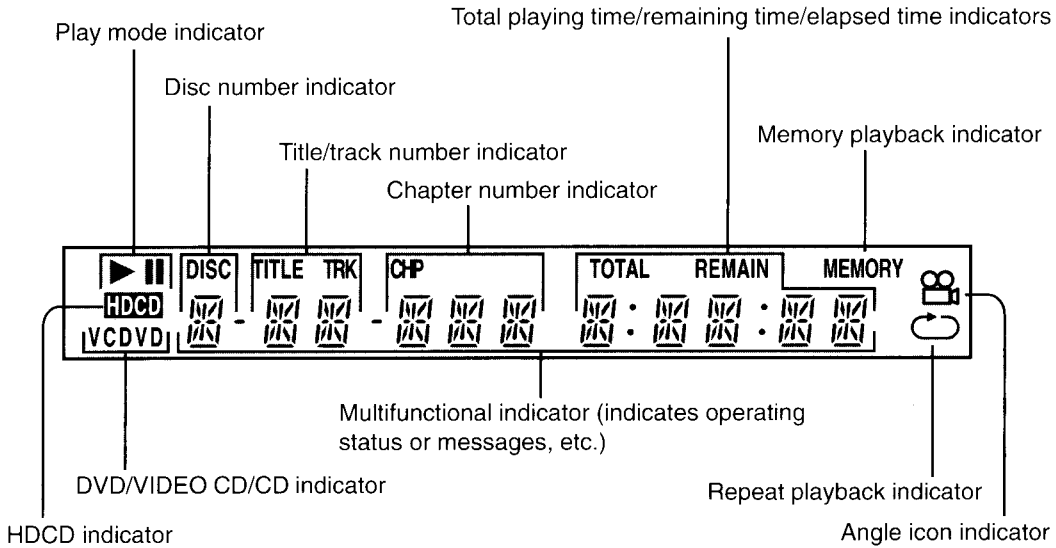 Total playing time/remaining time/elapsed time indicators
Play mode indicator
Disc number indicator
Memory playback indicator
Title/track number indicator
Chapter number indicator
DISC TITLE TRK CHP TOTAL REMAIN MEMORY
HDCD
VCDVD
Multifunctional indicator (indicates operating
status or messages, etc.)
DVD/VIDEO CD/CD indicator
Repeat playback indicator
HDCD indicator
Angle icon indicator